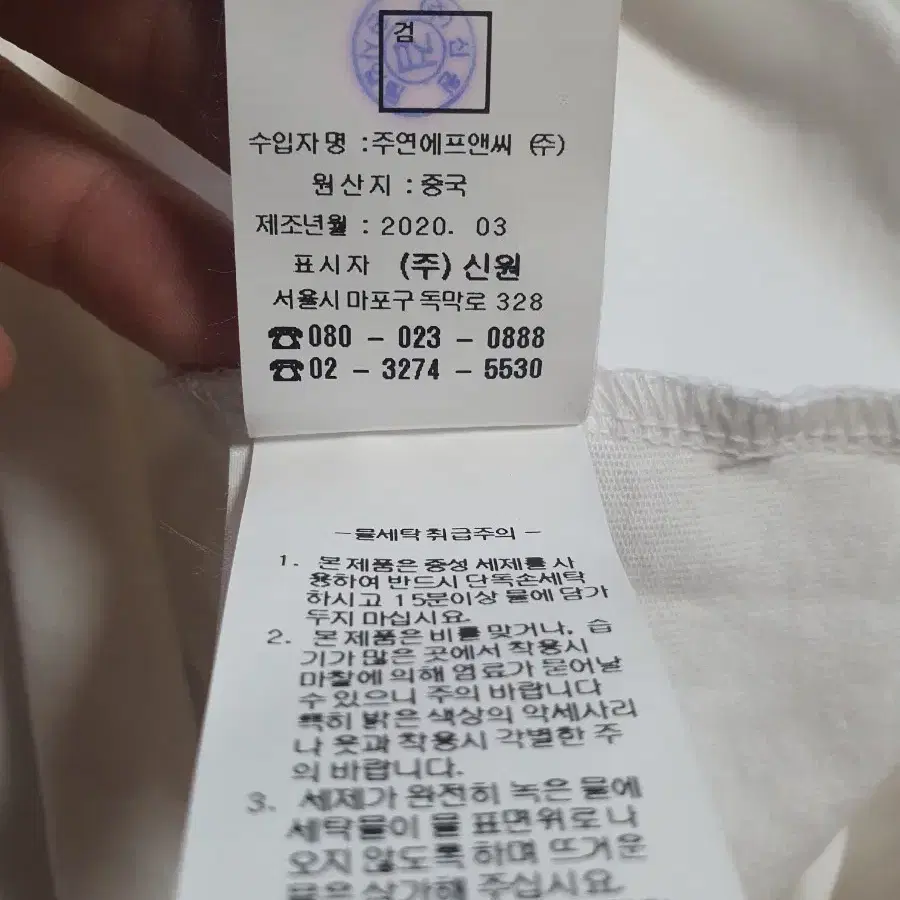 검
수입자명 : 주연에프앤씨 (주)
원산지 : 중국
제조년월 : 2020. 03
표시자 (주) 신원
서울시 마포구 독막로 328
☎080 - 023 - 0888
☎02 - 3274 - 5530
- 물세탁 취급주의 -
1. 본 제품은 중성 세제를 사
용하여 반드시 단독손세탁
하시고 15분이상 물에 담가
두지 마십시요.
2. 본 제품은 비를 맞거나, 습
기가 많은 곳에서 착용시
마찰에 의해 염료가 묻어날
수 있으니 주의 바랍니다
특히 밝은 색상의 악세사리
나 옷과 착용시 각별한 주
의 바랍니다.
3. 세제가 완전히 녹은 물에
세탁물이 물 표면위로 나
오지 않도록 하며 뜨거운
물은 삼가해 주십시요.